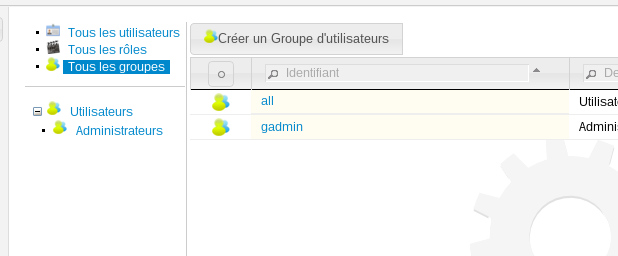 Tous les utilisateurs
Tous les rôles
Tous les groupes
Utilisateurs
Administrateurs
Créer un Groupe d'utilisateurs
Identifiant
De
all
Utilisat
gadmin
Admini